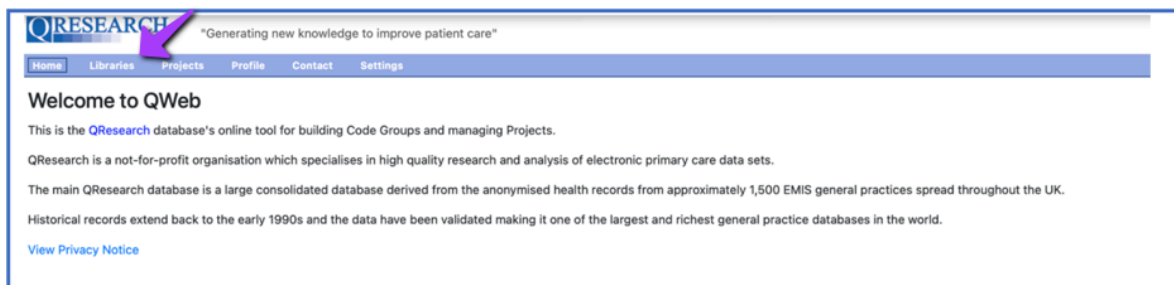 QRESEARCH
"Generating new knowledge to improve patient care"
Home Libraries Projects Profile Contact Settings
Welcome to QWeb
This is the QResearch database's online tool for building Code Groups and managing Projects.
QResearch is a not-for-profit organisation which specialises in high quality research and analysis of electronic primary care data sets.
The main QResearch database is a large consolidated database derived from the anonymised health records from approximately 1,500 EMIS general practices spread throughout the UK.
Historical records extend back to the early 1990s and the data have been validated making it one of the largest and richest general practice databases in the world.
View Privacy Notice